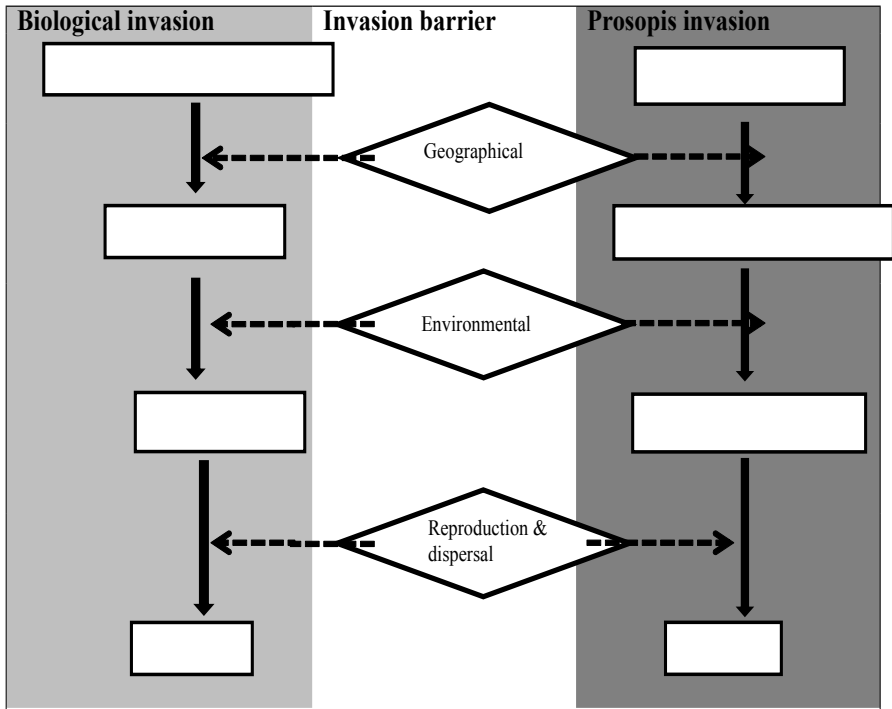 Biological invasion
Invasion barrier
Prosopis invasion
Geographical
Environmental
Reproduction &
dispersal